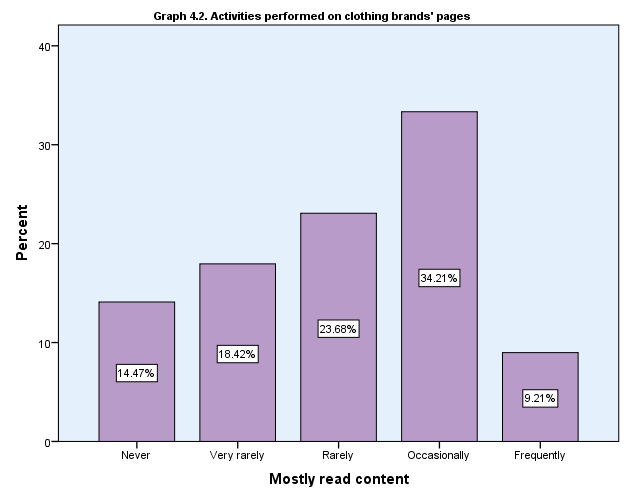 Graph 4.2. Activities performed on clothing brands' pages
Percent
40
30
20
10
0
14.47%
18.42%
23.68%
34.21%
9.21%
Never
Very rarely
Rarely
Occasionally
Frequently
Mostly read content